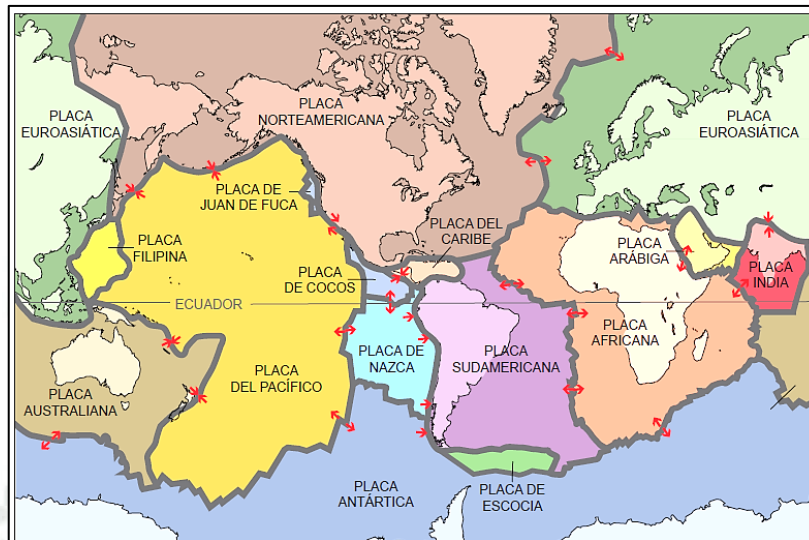 PLACA
NORTEAMERICANA
PLACA
EUROASIÁTICA
PLACA
EUROASIÁTICA
PLACA DE
JUAN DE FUCA
PLACA DEL
CARIBE
PLACA
FILIPINA
PLACA
ARÁBIGA
PLACA
INDIA
PLACA
DE COCOS
ECUADOR
PLACA
AFRICANA
PLACA DE
NAZCA
PLACA
SUDAMERICANA
PLACA
DEL PACÍFICO
PLACA
AUSTRALIANA
PLACA
ANTÁRTICA
PLACA DE
ESCOCIA